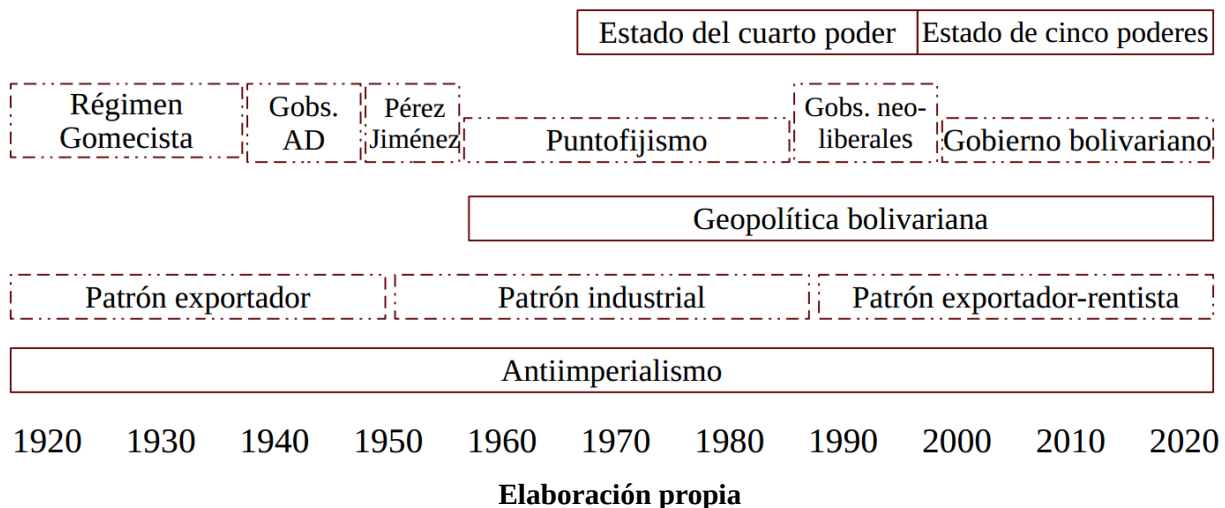 Estado del cuarto poder
Estado de cinco poderes
Régimen
Gomecista
Gobs.
AD
Pérez
Jiménez
Puntofijismo
Gobs. neo-
liberales
Gobierno bolivariano
Geopolítica bolivariana
Patrón exportador
Patrón industrial
Patrón exportador-rentista
Antiimperialismo
1920 1930 1940 1950 1960 1970 1980 1990 2000 2010 2020
Elaboración propia